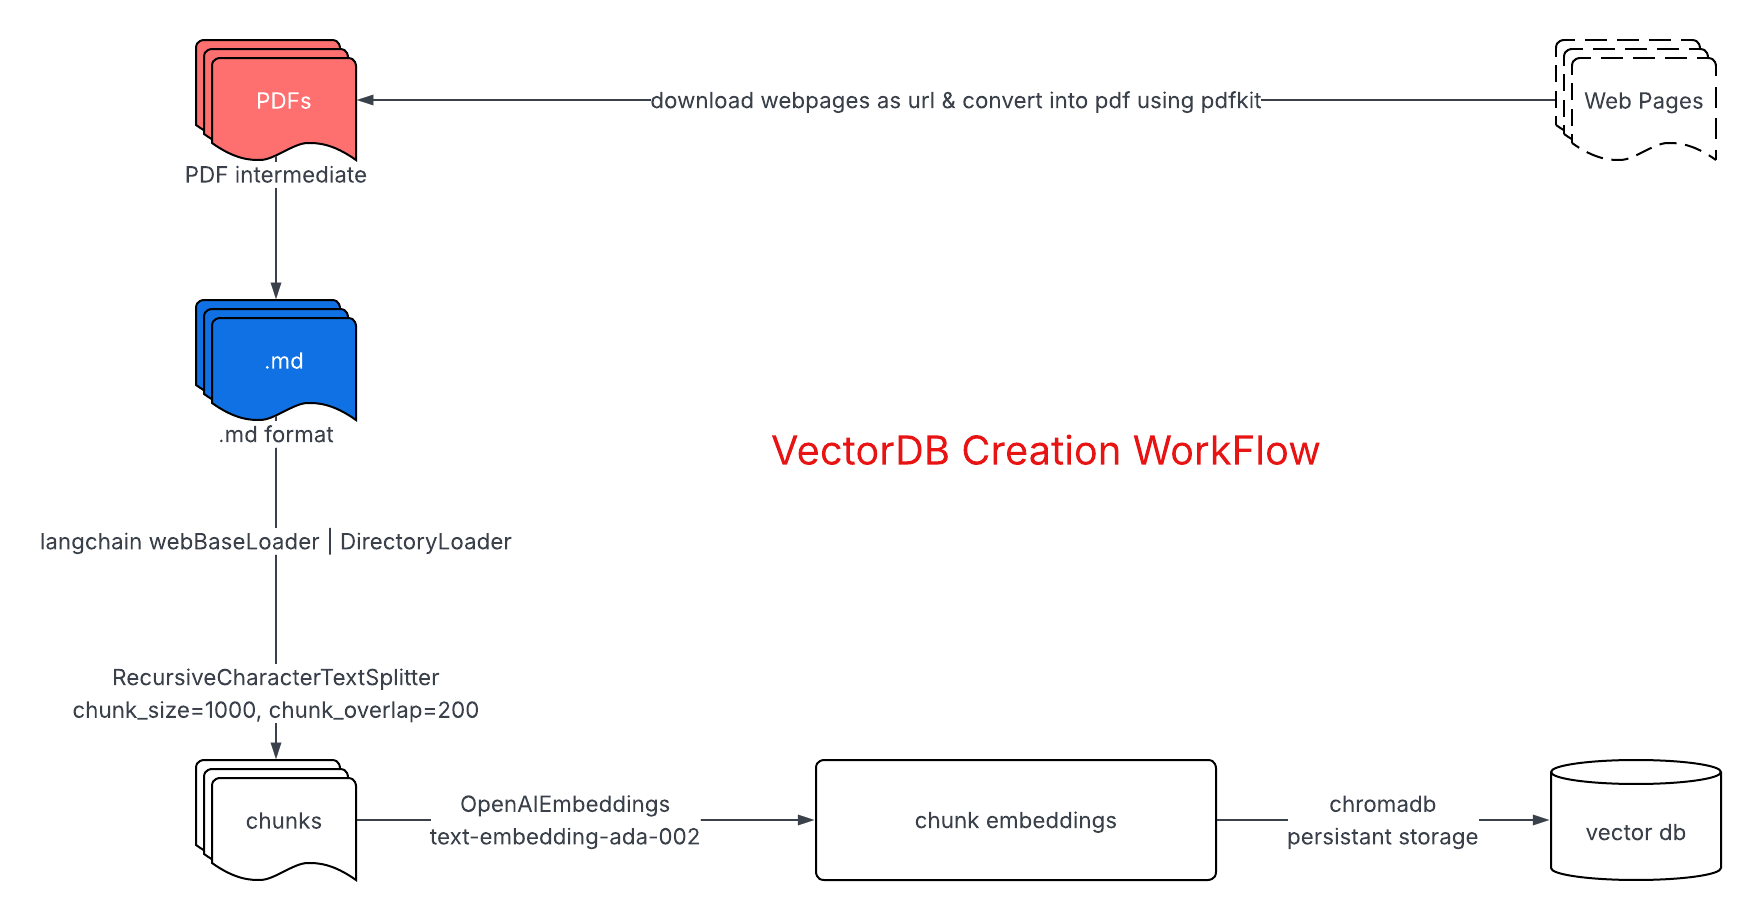 PDFs
download webpages as url & convert into pdf using pdfkit
Web Pages
PDF intermediate
.md
.md format
VectorDB Creation WorkFlow
langchain webBaseLoader | DirectoryLoader
RecursiveCharacterTextSplitter
chunk_size=1000, chunk_overlap=200
chunks
OpenAIEmbeddings
text-embedding-ada-002
chunk embeddings
chromadb
persistant storage
vector db